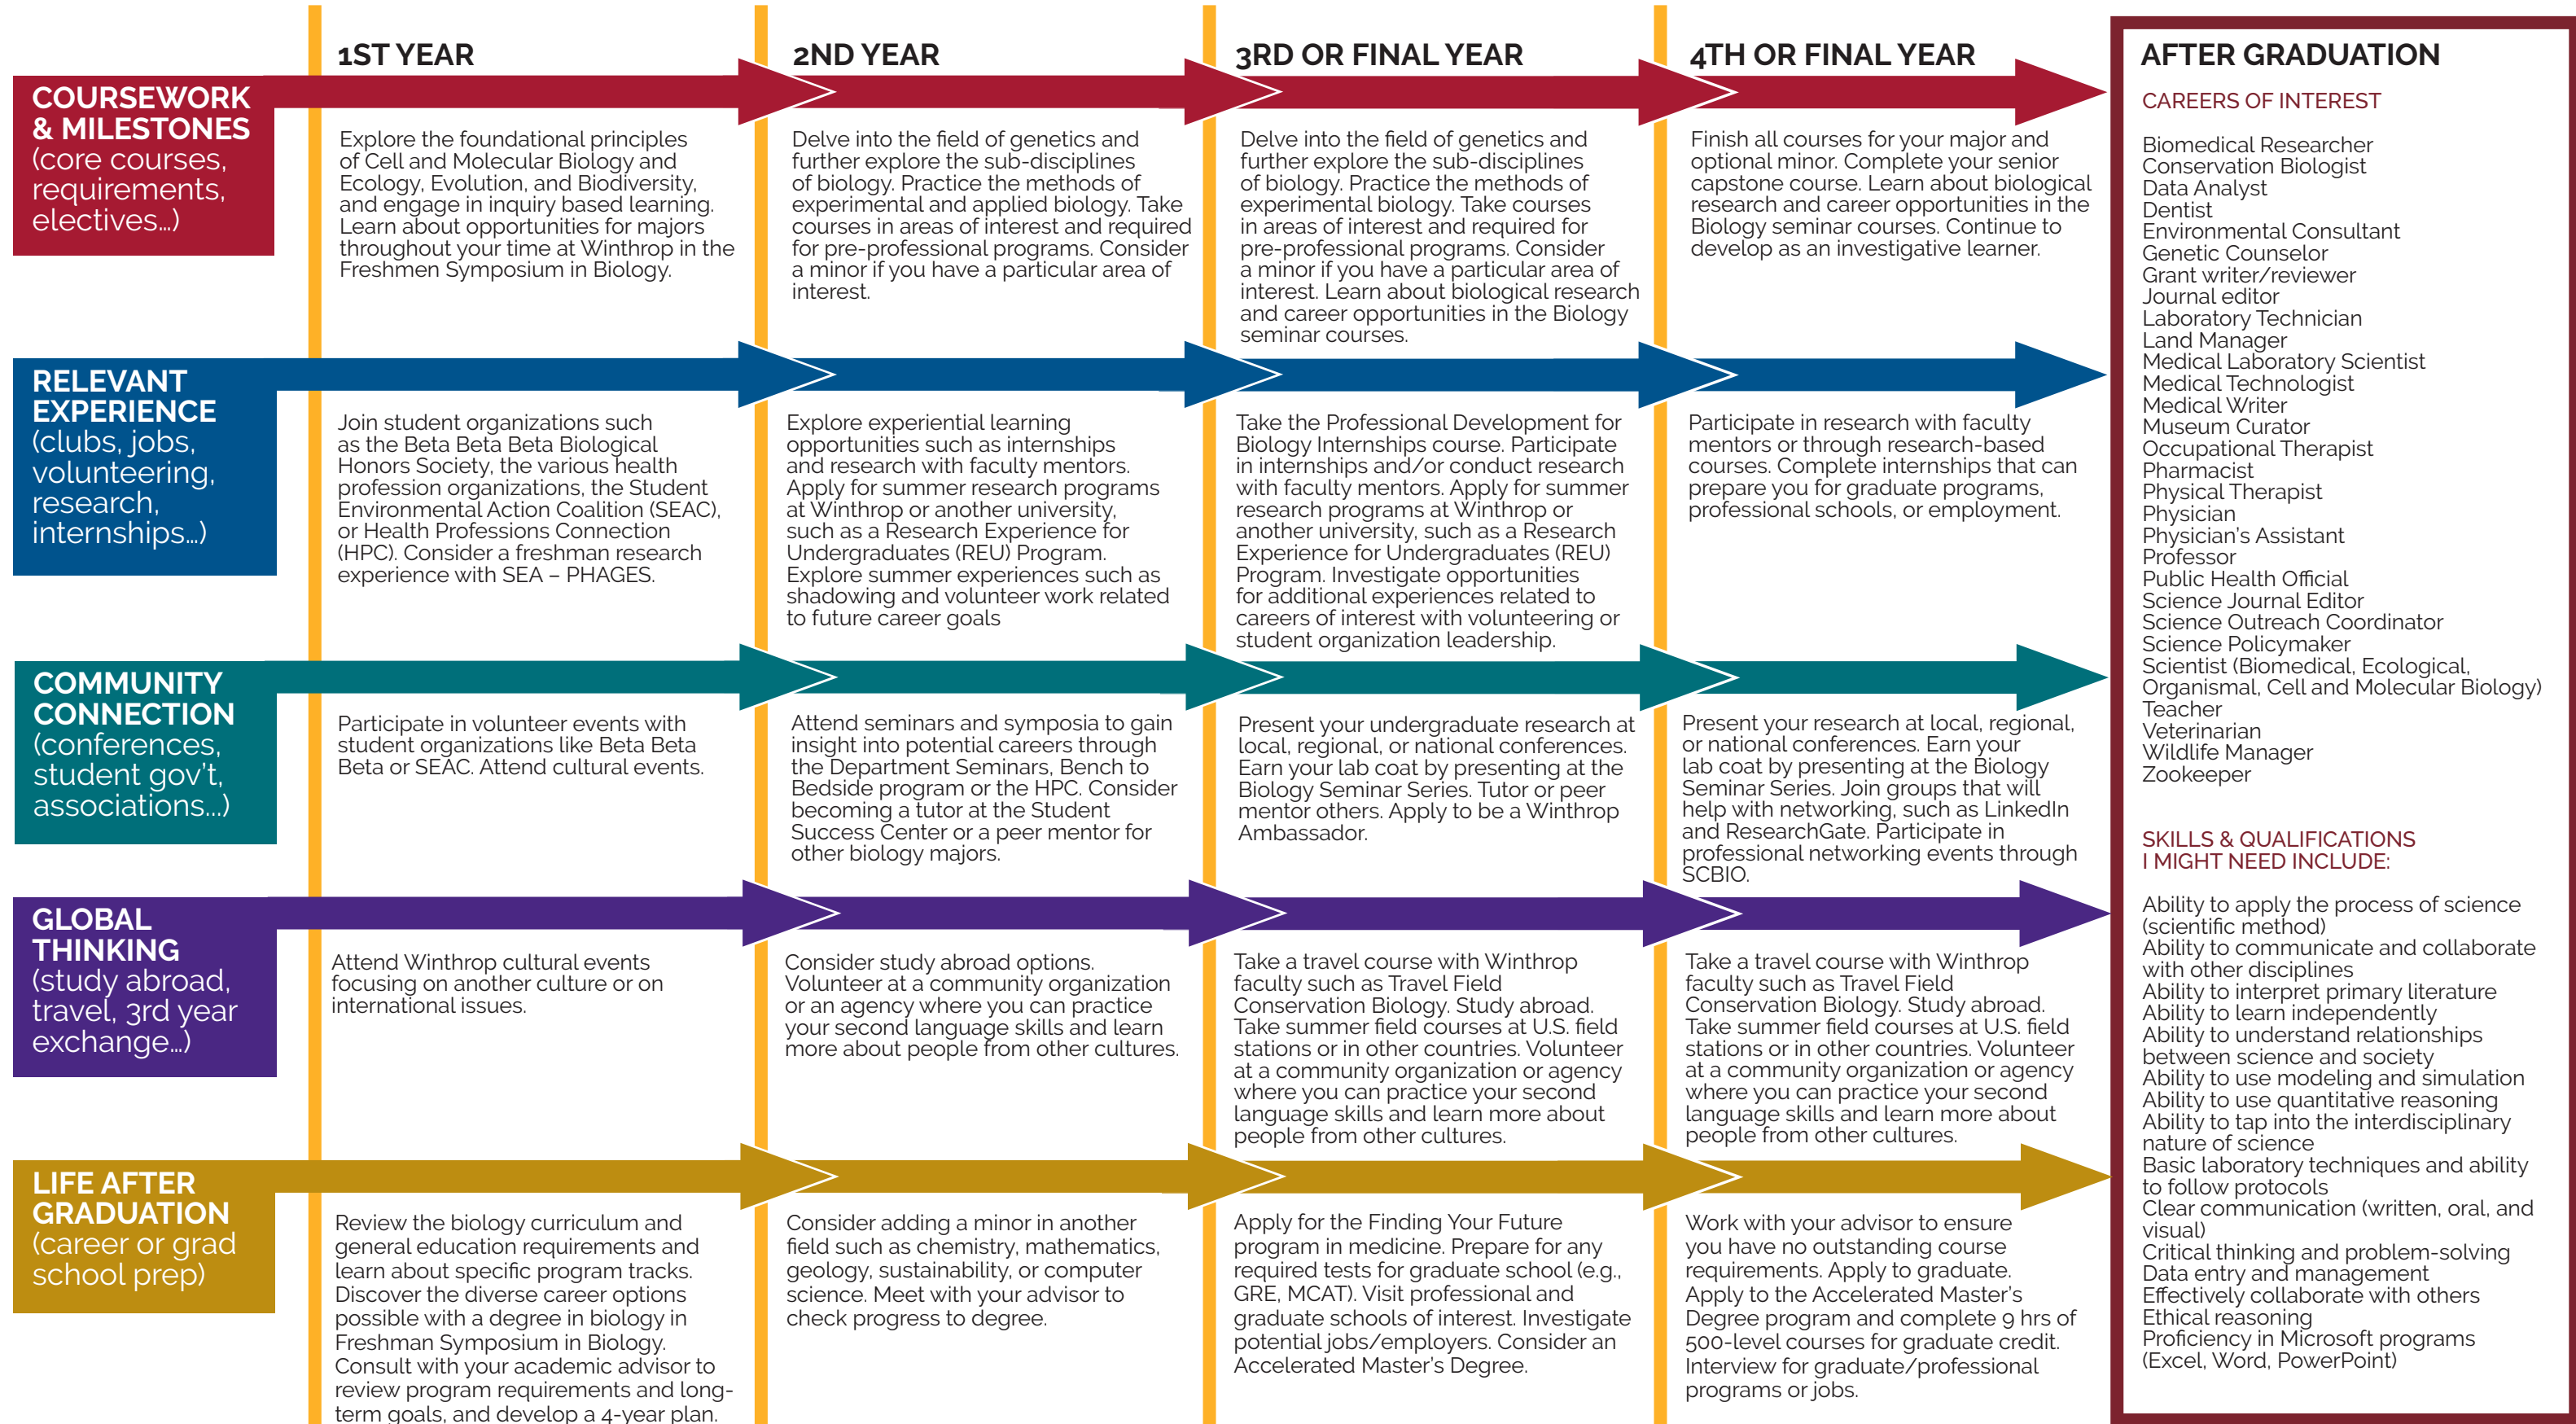 1ST YEAR
2ND YEAR
3RD OR FINAL YEAR
4TH OR FINAL YEAR
COURSEWORK
& MILESTONES
(core courses,
requirements,
electives…)
Explore the foundational principles
of Cell and Molecular Biology and
Ecology, Evolution, and Biodiversity,
and engage in inquiry based learning.
Learn about opportunities for majors
throughout your time at Winthrop in the
Freshmen Symposium in Biology.
Delve into the field of genetics and
further explore the sub-disciplines
of biology. Practice the methods of
experimental and applied biology. Take
courses in areas of interest and required
for pre-professional programs. Consider
a minor if you have a particular area of
interest.
Delve into the field of genetics and
further explore the sub-disciplines
of biology. Practice the methods of
experimental biology. Take courses
in areas of interest and required for
pre-professional programs. Consider
a minor if you have a particular area of
interest. Learn about biological research
and career opportunities in the Biology
seminar courses.
Finish all courses for your major and
optional minor. Complete your senior
capstone course. Learn about biological
research and career opportunities in the
Biology seminar courses. Continue to
develop as an investigative learner.
RELEVANT
EXPERIENCE
(clubs, jobs,
volunteering,
research,
internships…)
Join student organizations such
as the Beta Beta Beta Biological
Honors Society, the various health
profession organizations, the Student
Environmental Action Coalition (SEAC),
or Health Professions Connection
(HPC). Consider a freshman research
experience with SEA – PHAGES.
Explore experiential learning
opportunities such as internships
and research with faculty mentors.
Apply for summer research programs
at Winthrop or another university,
such as a Research Experience for
Undergraduates (REU) Program.
Explore summer experiences such as
shadowing and volunteer work related
to future career goals
Take the Professional Development for
Biology Internships course. Participate
in internships and/or conduct research
with faculty mentors. Apply for summer
research programs at Winthrop or
another university, such as a Research
Experience for Undergraduates (REU)
Program. Investigate opportunities
for additional experiences related to
careers of interest with volunteering or
student organization leadership.
Participate in research with faculty
mentors or through research-based
courses. Complete internships that can
prepare you for graduate programs,
professional schools, or employment.
COMMUNITY
CONNECTION
(conferences,
student gov't,
associations...)
Participate in volunteer events with
student organizations like Beta Beta
Beta or SEAC. Attend cultural events.
Attend seminars and symposia to gain
insight into potential careers through
the Department Seminars, Bench to
Bedside program or the HPC. Consider
becoming a tutor at the Student
Success Center or a peer mentor for
other biology majors.
Present your undergraduate research at
local, regional, or national conferences.
Earn your lab coat by presenting at the
Biology Seminar Series. Tutor or peer
mentor others. Apply to be a Winthrop
Ambassador.
Present your research at local, regional,
or national conferences. Earn your
lab coat by presenting at the Biology
Seminar Series. Join groups that will
help with networking, such as LinkedIn
and ResearchGate. Participate in
professional networking events through
SCBIO.
GLOBAL
THINKING
(study abroad,
travel, 3rd year
exchange…)
Attend Winthrop cultural events
focusing on another culture or on
international issues.
Consider study abroad options.
Volunteer at a community organization
or an agency where you can practice
your second language skills and learn
more about people from other cultures.
Take a travel course with Winthrop
faculty such as Travel Field
Conservation Biology. Study abroad.
Take summer field courses at U.S. field
stations or in other countries. Volunteer
at a community organization or agency
where you can practice your second
language skills and learn more about
people from other cultures.
Take a travel course with Winthrop
faculty such as Travel Field
Conservation Biology. Study abroad.
Take summer field courses at U.S. field
stations or in other countries. Volunteer
at a community organization or agency
where you can practice your second
language skills and learn more about
people from other cultures.
LIFE AFTER
GRADUATION
(career or grad
school prep)
Review the biology curriculum and
general education requirements and
learn about specific program tracks.
Discover the diverse career options
possible with a degree in biology in
Freshman Symposium in Biology.
Consult with your academic advisor to
review program requirements and long-
term goals, and develop a 4-year plan.
Consider adding a minor in another
field such as chemistry, mathematics,
geology, sustainability, or computer
science. Meet with your advisor to
check progress to degree.
Apply for the Finding Your Future
program in medicine. Prepare for any
required tests for graduate school (e.g.,
GRE, MCAT). Visit professional and
graduate schools of interest. Investigate
potential jobs/employers. Consider an
Accelerated Master's Degree.
Work with your advisor to ensure
you have no outstanding course
requirements. Apply to graduate.
Apply to the Accelerated Master's
Degree program and complete 9 hrs of
500-level courses for graduate credit.
Interview for graduate/professional
programs or jobs.
AFTER GRADUATION
CAREERS OF INTEREST
Biomedical Researcher
Conservation Biologist
Data Analyst
Dentist
Environmental Consultant
Genetic Counselor
Grant writer/reviewer
Journal editor
Laboratory Technician
Land Manager
Medical Laboratory Scientist
Medical Technologist
Medical Writer
Museum Curator
Occupational Therapist
Pharmacist
Physical Therapist
Physician
Physician's Assistant
Professor
Public Health Official
Science Journal Editor
Science Outreach Coordinator
Science Policymaker
Scientist (Biomedical, Ecological,
Organismal, Cell and Molecular Biology)
Teacher
Veterinarian
Wildlife Manager
Zookeeper
SKILLS & QUALIFICATIONS
I MIGHT NEED INCLUDE:
Ability to apply the process of science
(scientific method)
Ability to communicate and collaborate
with other disciplines
Ability to interpret primary literature
Ability to learn independently
Ability to understand relationships
between science and society
Ability to use modeling and simulation
Ability to use quantitative reasoning
Ability to tap into the interdisciplinary
nature of science
Basic laboratory techniques and ability
to follow protocols
Clear communication (written, oral, and
visual)
Critical thinking and problem-solving
Data entry and management
Effectively collaborate with others
Ethical reasoning
Proficiency in Microsoft programs
(Excel, Word, PowerPoint)